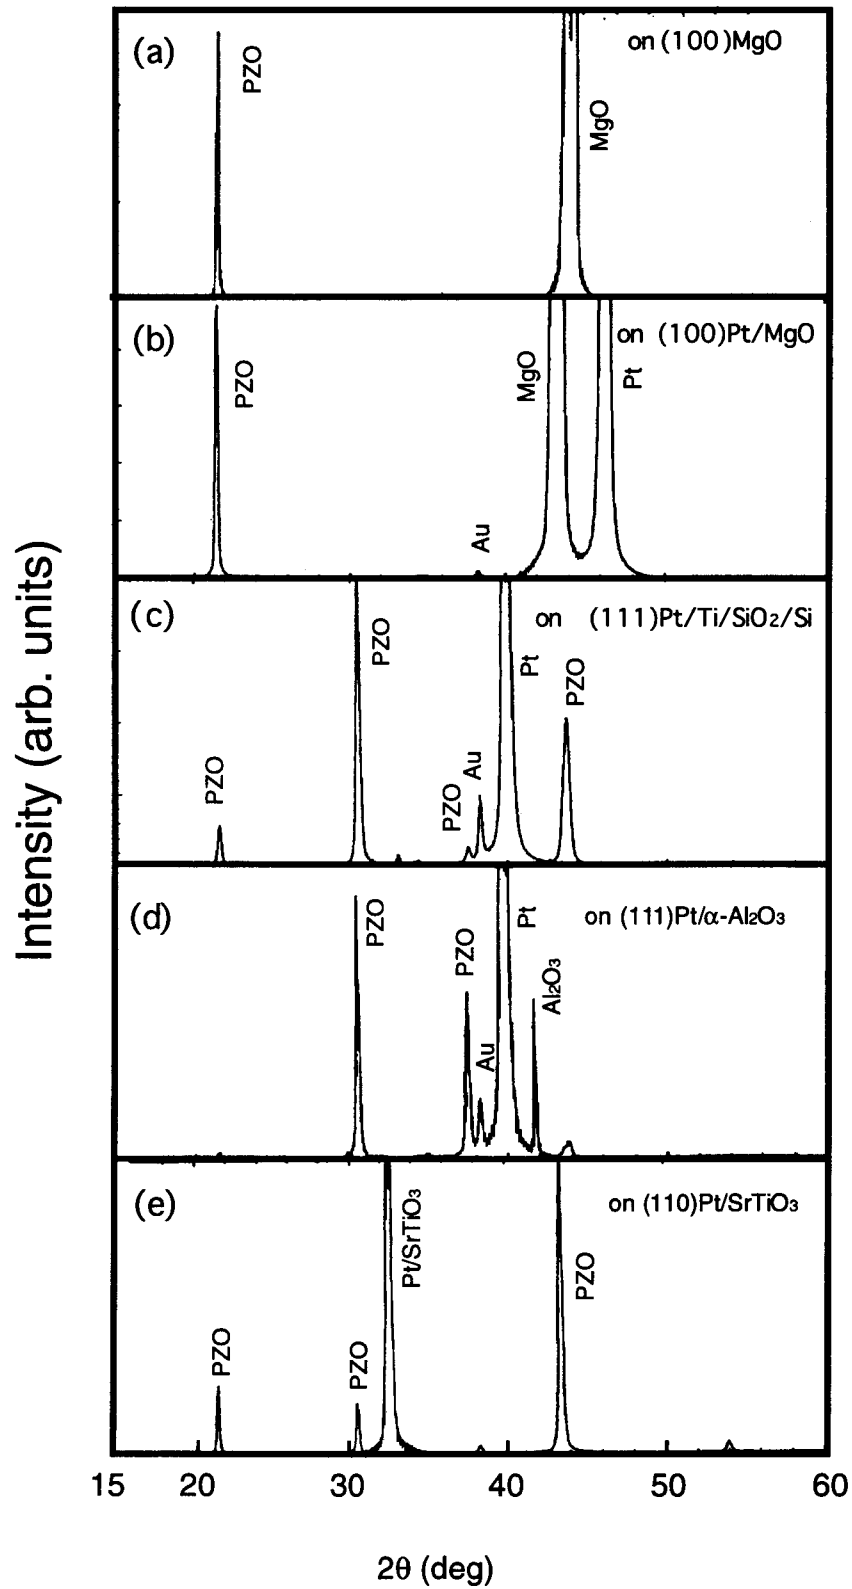 (a)
on (100)MgO
PZO
MgO
(b)
on (100)Pt/MgO
PZO
Au
MgO
Pt
(c)
on (111)Pt/Ti/SiO2/Si
PZO
PZO
PZO
Au
Pt
PZO
(d)
on (111)Pt/α-Al2O3
PZO
PZO
Au
Pt
Al2O3
(e)
on (110)Pt/SrTiO3
PZO
PZO
Pt/SrTiO3
PZO
Intensity (arb. units)
15 20 30 40 50 60
2θ (deg)